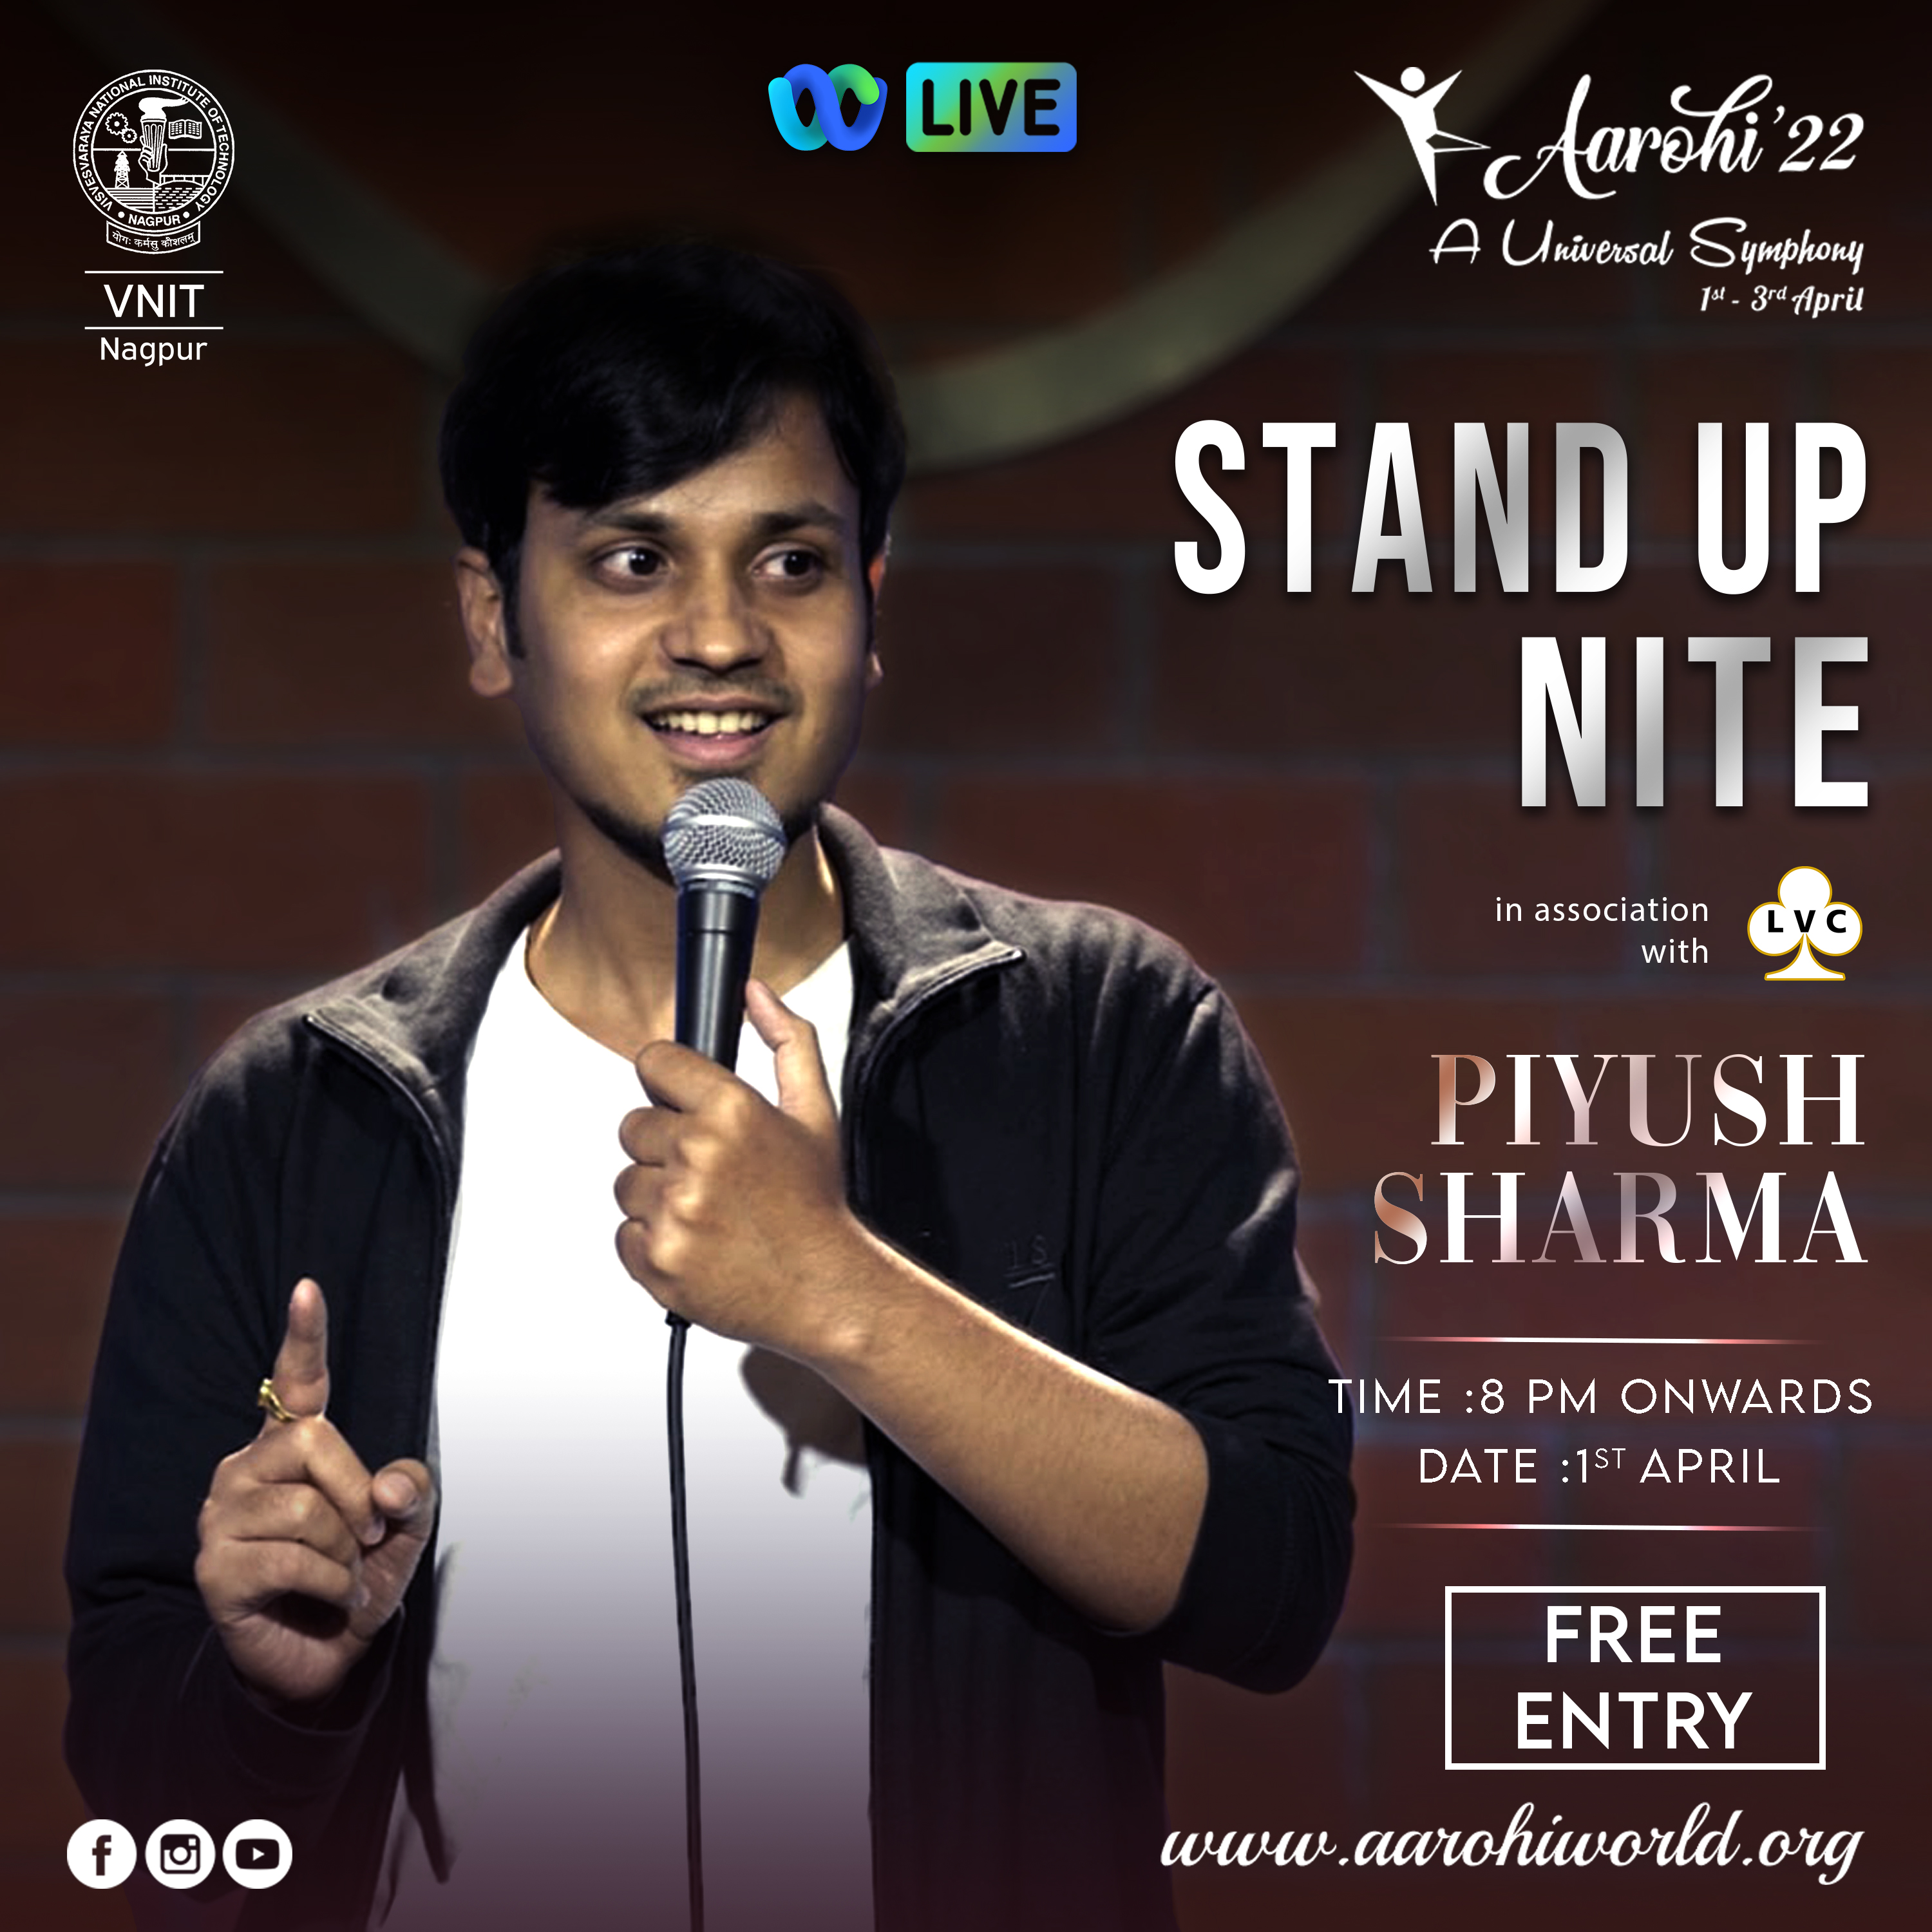 VISVESVARAYA NATIONAL INSTITUTE OF TECHNOLOGY
• NAGPUR •
योगः कर्मसु कौशलम्
VNIT
Nagpur
LIVE
Aarohi '22
A Universal Symphony
1st - 3rd April
STAND UP
NITE
in association
with
LVC
PIYUSH
SHARMA
TIME :8 PM ONWARDS
DATE :1ST APRIL
FREE
ENTRY
www.aarohiworld.org